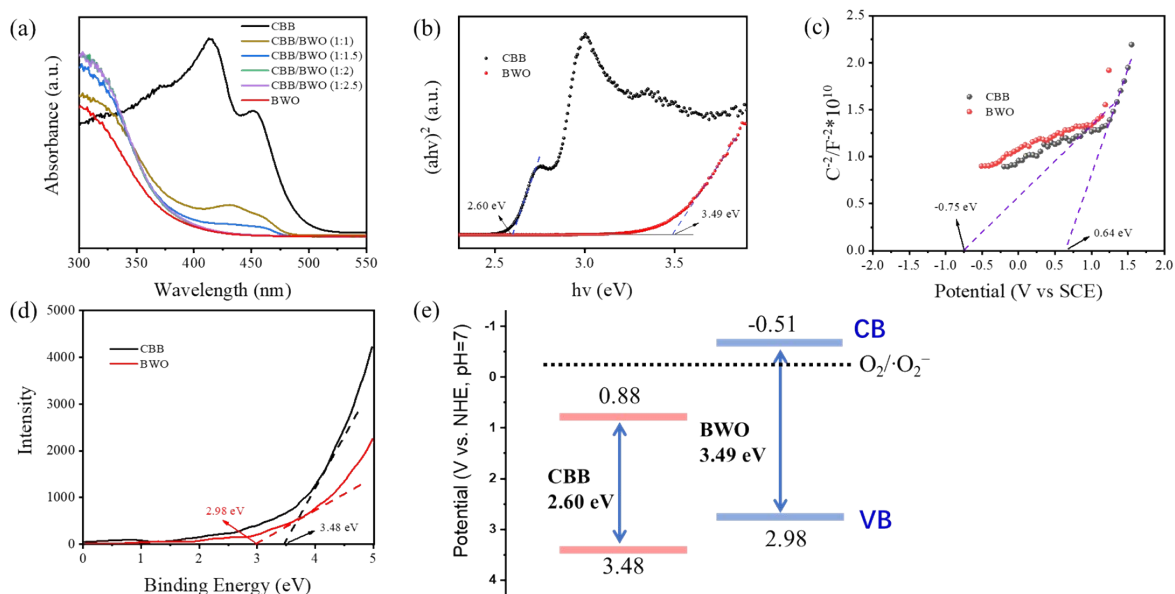 (a)
CBB
CBB/BWO (1:1)
CBB/BWO (1:1.5)
CBB/BWO (1:2)
CBB/BWO (1:2.5)
BWO
Absorbance (a.u.)
300 350 400 450 500 550
Wavelength (nm)
(b)
CBB
BWO
(ahv)² (a.u.)
2.60 eV
3.49 eV
2.5 3.0 3.5
hv (eV)
(c)
2.5
2.0
1.5
1.0
0.5
0.0
C⁻²/F⁻²*10¹⁰
CBB
BWO
-0.75 eV
0.64 eV
-2.0 -1.5 -1.0 -0.5 0.0 0.5 1.0 1.5 2.0
Potential (V vs SCE)
(d)
5000
4000
3000
2000
1000
0
Intensity
CBB
BWO
2.98 eV
3.48 eV
0 1 2 3 4 5
Binding Energy (eV)
(e)
Potential (V vs. NHE, pH=7)
-1
0
1
2
3
4
-0.51
CB
O₂/·O₂⁻
0.88
BWO
3.49 eV
CBB
2.60 eV
VB
2.98
3.48